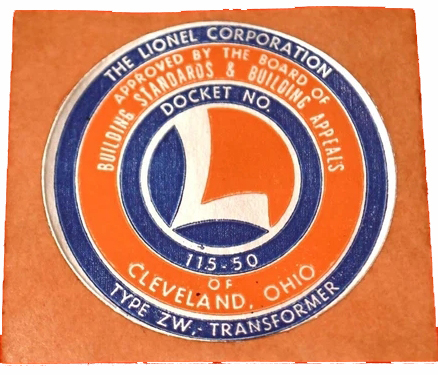 THE LIONEL CORPORATION
APPROVED BY THE BOARD OF
BUILDING STANDARDS & BUILDING APPEALS
DOCKET NO.
L
115-50
OF
CLEVELAND, OHIO
TYPE ZW,- TRANSFORMER